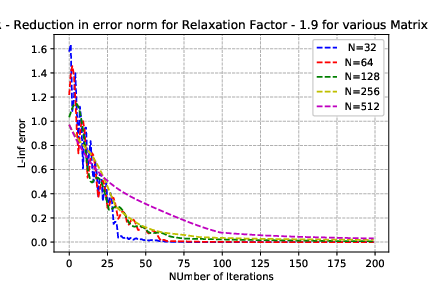 - Reduction in error norm for Relaxation Factor - 1.9 for various Matrix
1.6
1.4
1.2
1.0
0.8
0.6
0.4
0.2
0.0
L-Inf error
N=32
N=64
N=128
N=256
N=512
0 25 50 75 100 125 150 175 200
NUmber of Iterations